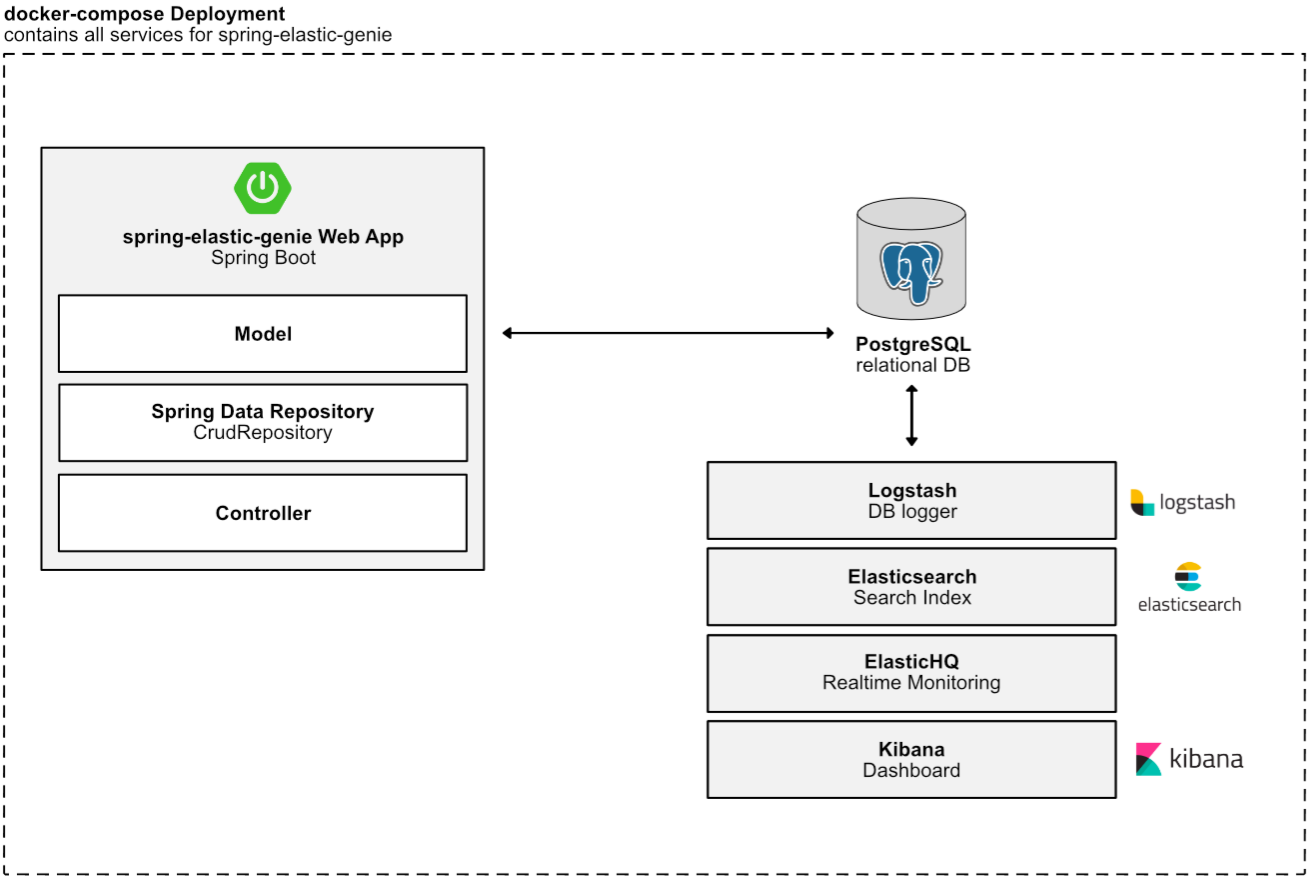 docker-compose Deployment
contains all services for spring-elastic-genie
spring-elastic-genie Web App
Spring Boot
Model
Spring Data Repository
CrudRepository
Controller
PostgreSQL
relational DB
Logstash
DB logger
logstash
Elasticsearch
Search Index
elasticsearch
ElasticHQ
Realtime Monitoring
Kibana
Dashboard
kibana